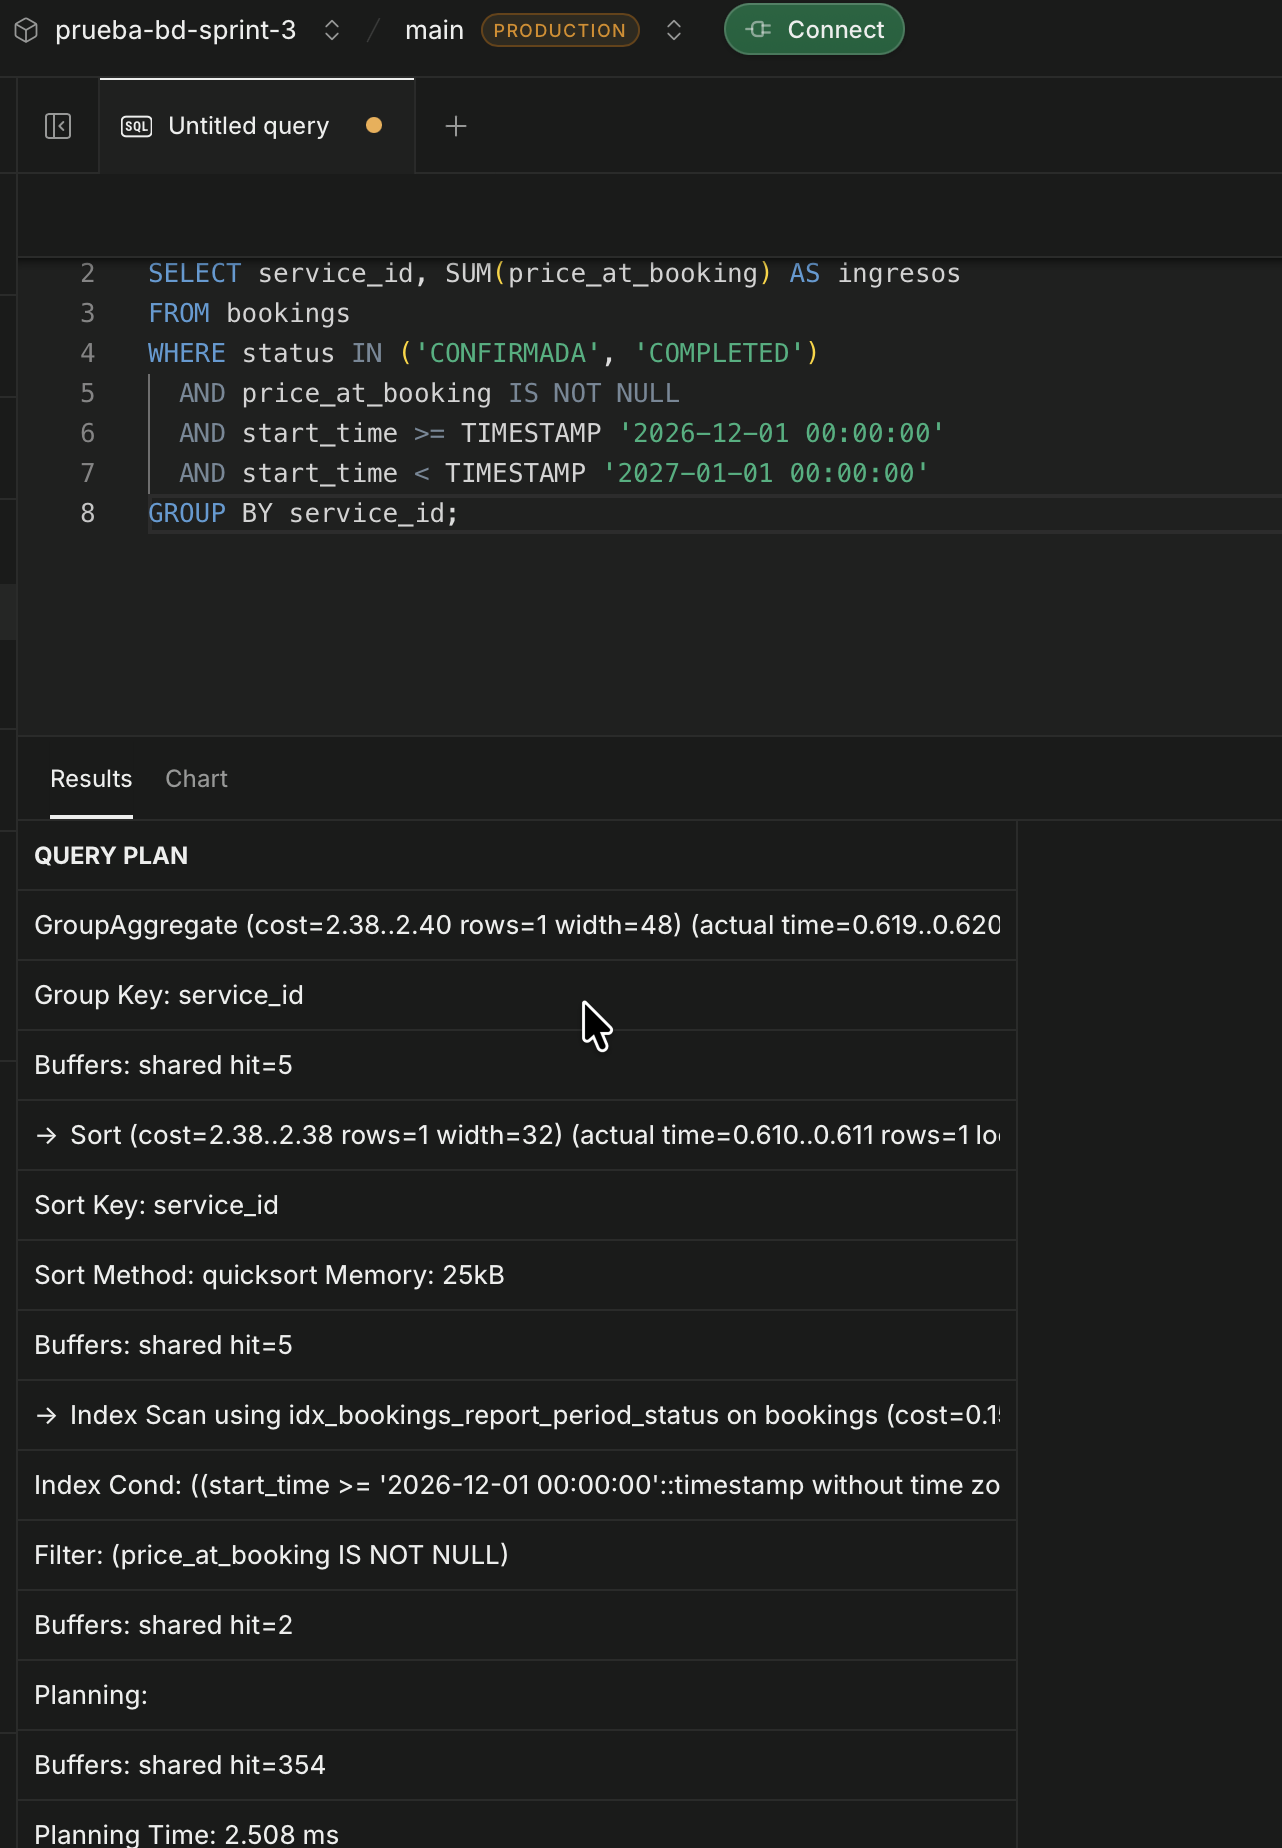 prueba-bd-sprint-3 / main PRODUCTION Connect
SQL Untitled query
2 SELECT service_id, SUM(price_at_booking) AS ingresos
3 FROM bookings
4 WHERE status IN ('CONFIRMADA', 'COMPLETED')
5 AND price_at_booking IS NOT NULL
6 AND start_time >= TIMESTAMP '2026-12-01 00:00:00'
7 AND start_time < TIMESTAMP '2027-01-01 00:00:00'
8 GROUP BY service_id;
Results Chart
QUERY PLAN
GroupAggregate (cost=2.38..2.40 rows=1 width=48) (actual time=0.619..0.620
Group Key: service_id
Buffers: shared hit=5
→ Sort (cost=2.38..2.38 rows=1 width=32) (actual time=0.610..0.611 rows=1
Sort Key: service_id
Sort Method: quicksort Memory: 25kB
Buffers: shared hit=5
→ Index Scan using idx_bookings_report_period_status on bookings (cost=0.1
Index Cond: ((start_time >= '2026-12-01 00:00:00'::timestamp without time zo
Filter: (price_at_booking IS NOT NULL)
Buffers: shared hit=2
Planning:
Buffers: shared hit=354
Planning Time: 2.508 ms